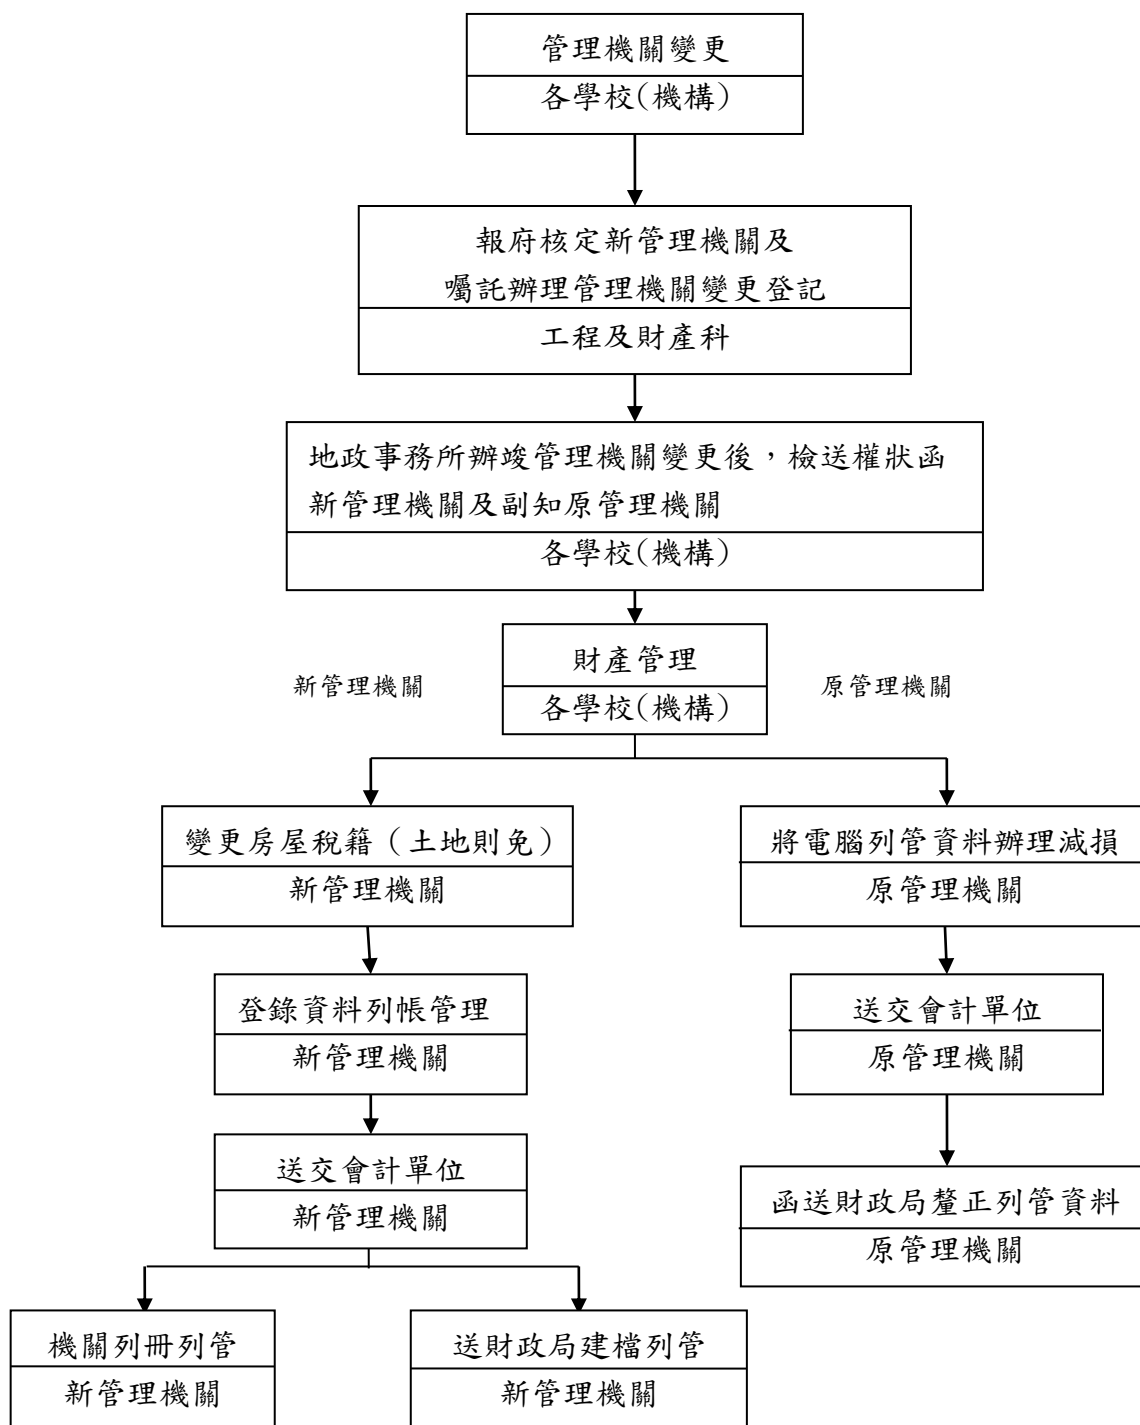 管理機關變更
各學校(機構)
報府核定新管理機關及
囑託辦理管理機關變更登記
工程及財產科
地政事務所辦竣管理機關變更後，檢送權狀函
新管理機關及副知原管理機關
各學校(機構)
財產管理
各學校(機構)
新管理機關
原管理機關
變更房屋稅籍（土地則免）
新管理機關
將電腦列管資料辦理減損
原管理機關
登錄資料列帳管理
新管理機關
送交會計單位
原管理機關
送交會計單位
新管理機關
函送財政局釐正列管資料
原管理機關
機關列冊列管
新管理機關
送財政局建檔列管
新管理機關